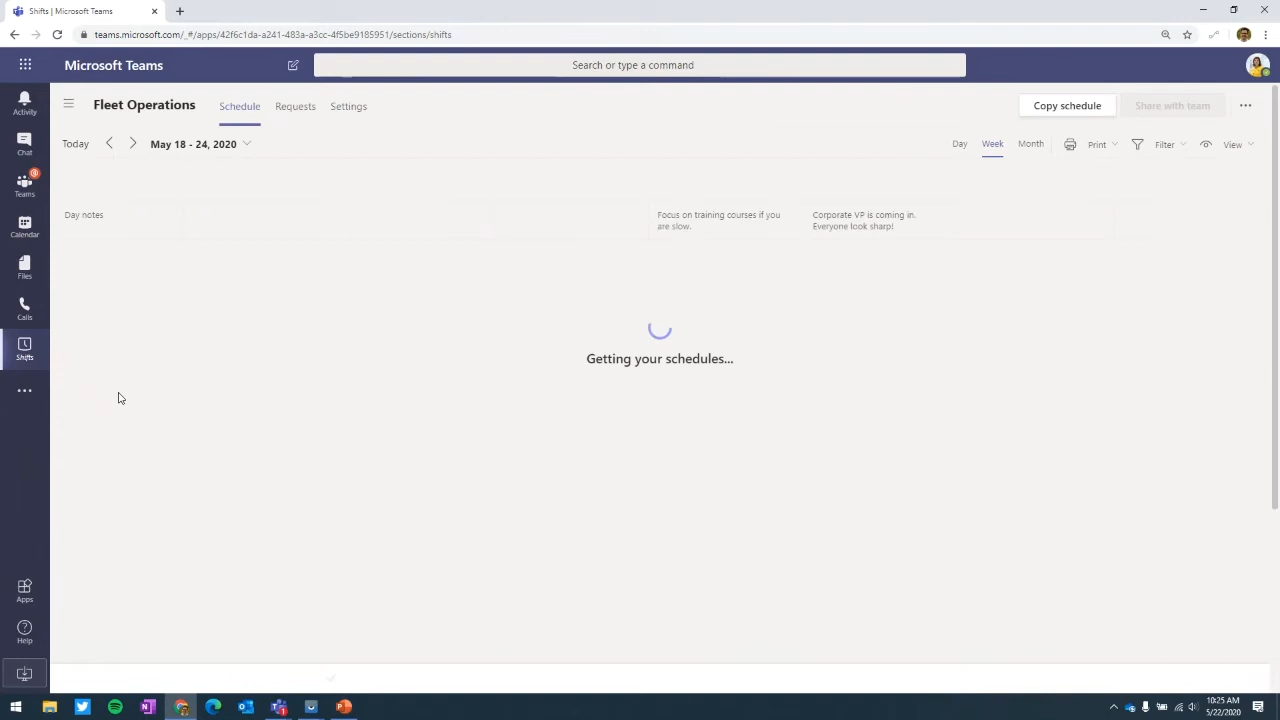 Shifts | Microsoft Teams
teams.microsoft.com/_#/apps/42f6c1da-a241-483a-a3cc-4f5be9185951/sections/shifts
Microsoft Teams
Search or type a command
Activity
Chat
Teams
Calendar
Files
Calls
Shifts
Apps
Help
Fleet Operations
Schedule
Requests
Settings
Copy schedule
Share with team
Today
May 18 - 24, 2020
Day
Week
Month
Print
Filter
View
Day notes
Focus on training courses if you
are slow.
Corporate VP is coming in.
Everyone look sharp!
Getting your schedules...
10:25 AM
5/22/2020